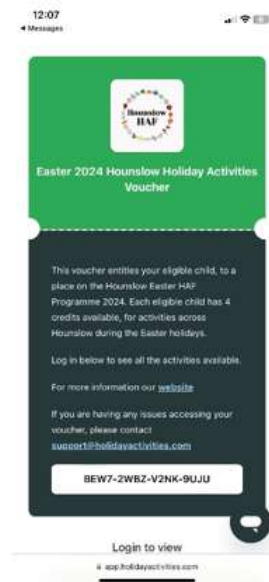 12:07
Messages
Hounslow
HAF
Easter 2024 Hounslow Holiday Activities
Voucher
This voucher entitles your eligible child, to a
place on the Hounslow Easter HAF
Programme 2024. Each eligible child has 4
credits available, for activities across
Hounslow during the Easter holidays.
Log in below to see all the activities available.
For more information our website
If you are having any issues accessing your
voucher, please contact
support@holidayactivities.com
BEW7-2WBZ-V2NK-9UJU
Login to view
app.holidayactivities.com